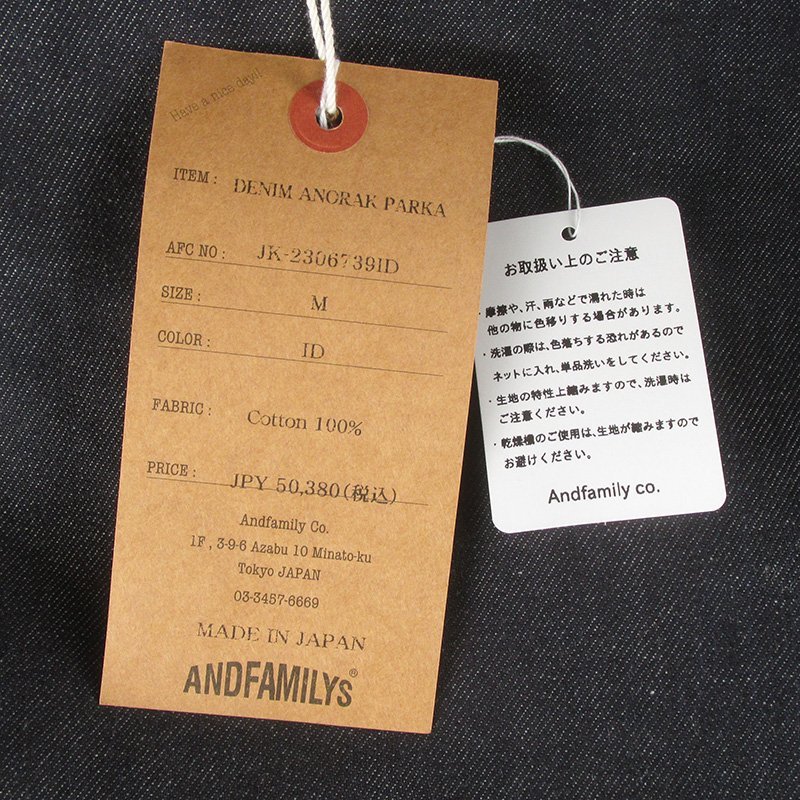 Have a nice day!
ITEM : DENIM ANORAK PARKA
AFC NO : JK-2306739ID
SIZE : M
COLOR : ID
FABRIC : Cotton 100%
PRICE : JPY 50,380(税込)
Andfamily Co.
1F , 3-9-6 Azabu 10 Minato-ku
Tokyo JAPAN
03-3457-6669
MADE IN JAPAN
ANDFAMILYS®
お取扱い上のご注意
・摩擦や、汗、雨などで濡れた時は
他の物に色移りする場合があります。
・洗濯の際は、色落ちする恐れがあるので
ネットに入れ、単品洗いをしてください。
・生地の特性上縮みますので、洗濯時は
ご注意ください。
・乾燥機のご使用は、生地が縮みますので
お避けください。
Andfamily co.